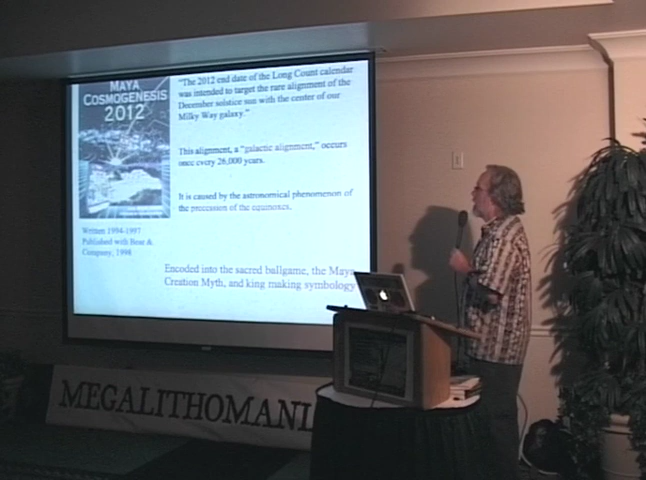 MAYA
COSMOGENESIS
2012
"The 2012 end date of the Long Count calendar
was intended to target the rare alignment of the
December solstice sun with the center of our
Milky Way galaxy."
This alignment, a "galactic alignment," occurs
once every 26,000 years.
It is caused by the astronomical phenomenon of
the precession of the equinoxes.
Written 1994-1997
Published with Bear &
Company, 1998
Encoded into the sacred ballgame, the Maya
Creation Myth, and king making symbology
MEGALITHOMANI